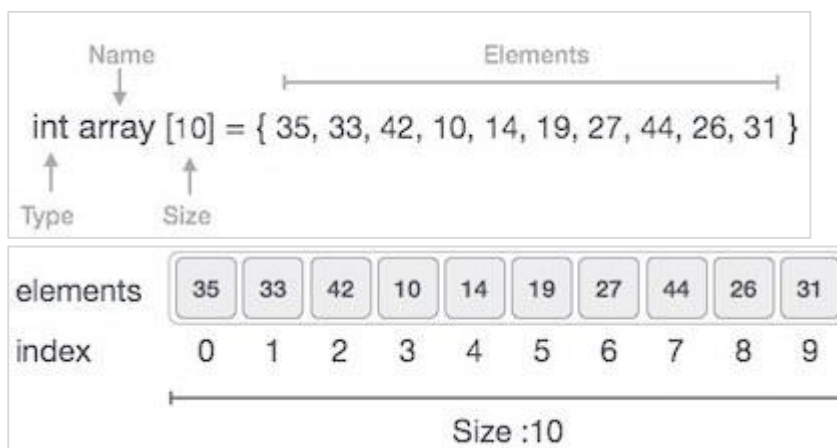 Name Elements
int array [10] = { 35, 33, 42, 10, 14, 19, 27, 44, 26, 31 }
Type Size
elements 35 33 42 10 14 19 27 44 26 31
index 0 1 2 3 4 5 6 7 8 9
Size :10